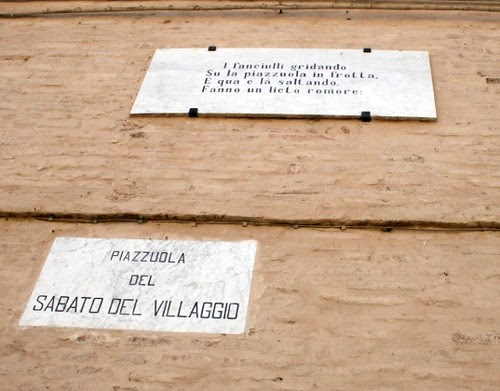 I fanciulli gridando
Su la piazzuola in frotta,
E qua e là saltando,
Fanno un lieto romore:
PIAZZUOLA
DEL
SABATO DEL VILLAGGIO